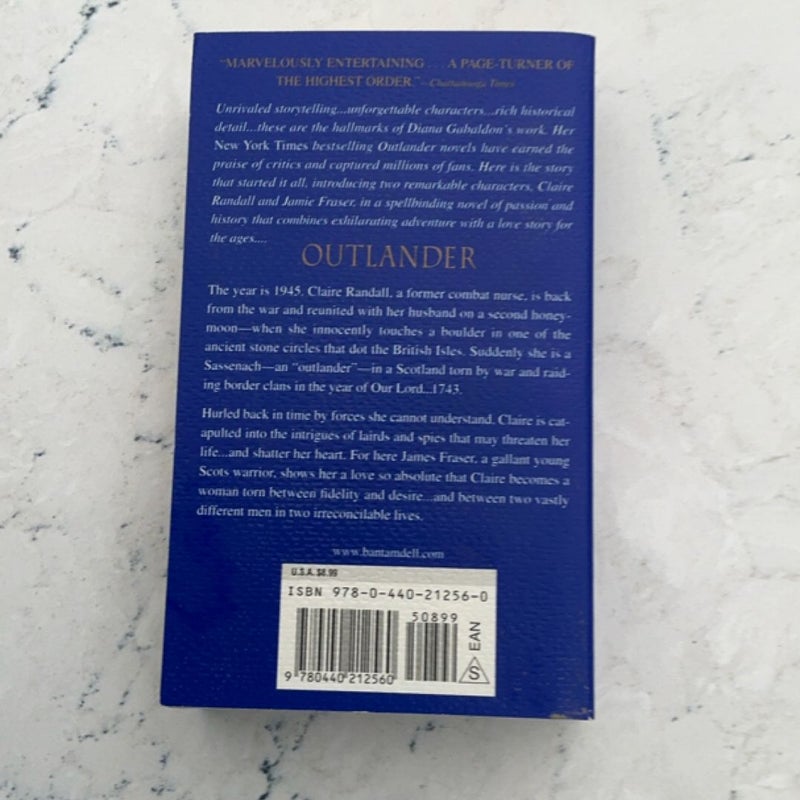 "MARVELOUSLY ENTERTAINING . . . A PAGE-TURNER OF
THE HIGHEST ORDER." —Chattanooga Times
Unrivaled storytelling...unforgettable characters...rich historical
detail...these are the hallmarks of Diana Gabaldon's work. Her
New York Times bestselling Outlander novels have earned the
praise of critics and captured millions of fans. Here is the story
that started it all, introducing two remarkable characters, Claire
Randall and Jamie Fraser, in a spellbinding novel of passion and
history that combines exhilarating adventure with a love story for
the ages....
OUTLANDER
The year is 1945. Claire Randall, a former combat nurse, is back
from the war and reunited with her husband on a second honey-
moon—when she innocently touches a boulder in one of the
ancient stone circles that dot the British Isles. Suddenly she is a
Sassenach—an "outlander"—in a Scotland torn by war and raid-
ing border clans in the year of Our Lord...1743.
Hurled back in time by forces she cannot understand, Claire is cat-
apulted into the intrigues of lairds and spies that may threaten her
life...and shatter her heart. For here James Fraser, a gallant young
Scots warrior, shows her a love so absolute that Claire becomes a
woman torn between fidelity and desire...and between two vastly
different men in two irreconcilable lives.
www.bantamdell.com
U.S.A. $8.99
ISBN 978-0-440-21256-0
50899
9 780440 212560
S EAN